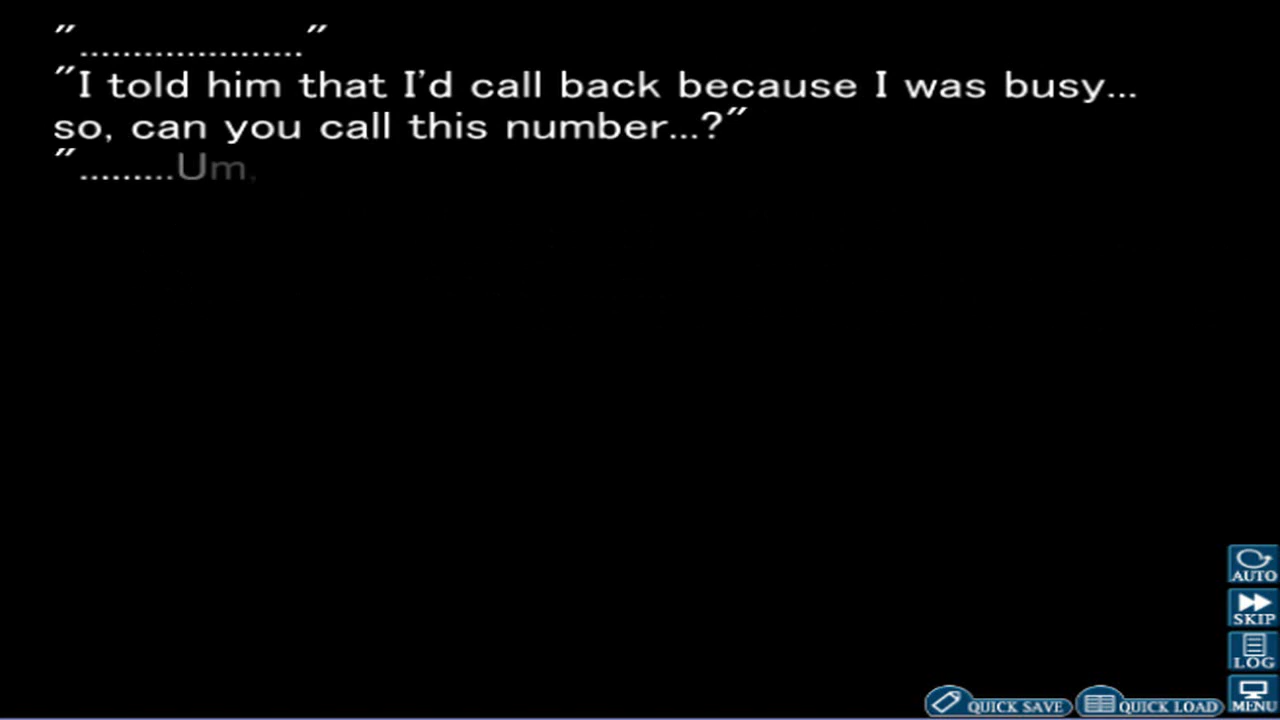 "....................."
"I told him that I'd call back because I was busy...
so, can you call this number...?"
".........Um,
AUTO
SKIP
LOG
MENU
QUICK SAVE
QUICK LOAD